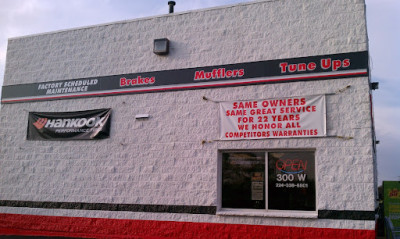 FACTORY SCHEDULED
MAINTENANCE
Brakes
Mufflers
Tune Ups
HANKOOK
SAME OWNERS
SAME GREAT SERVICE
FOR 22 YEARS
WE HONOR ALL
COMPETITORS WARRANTIES
OPEN
300 W